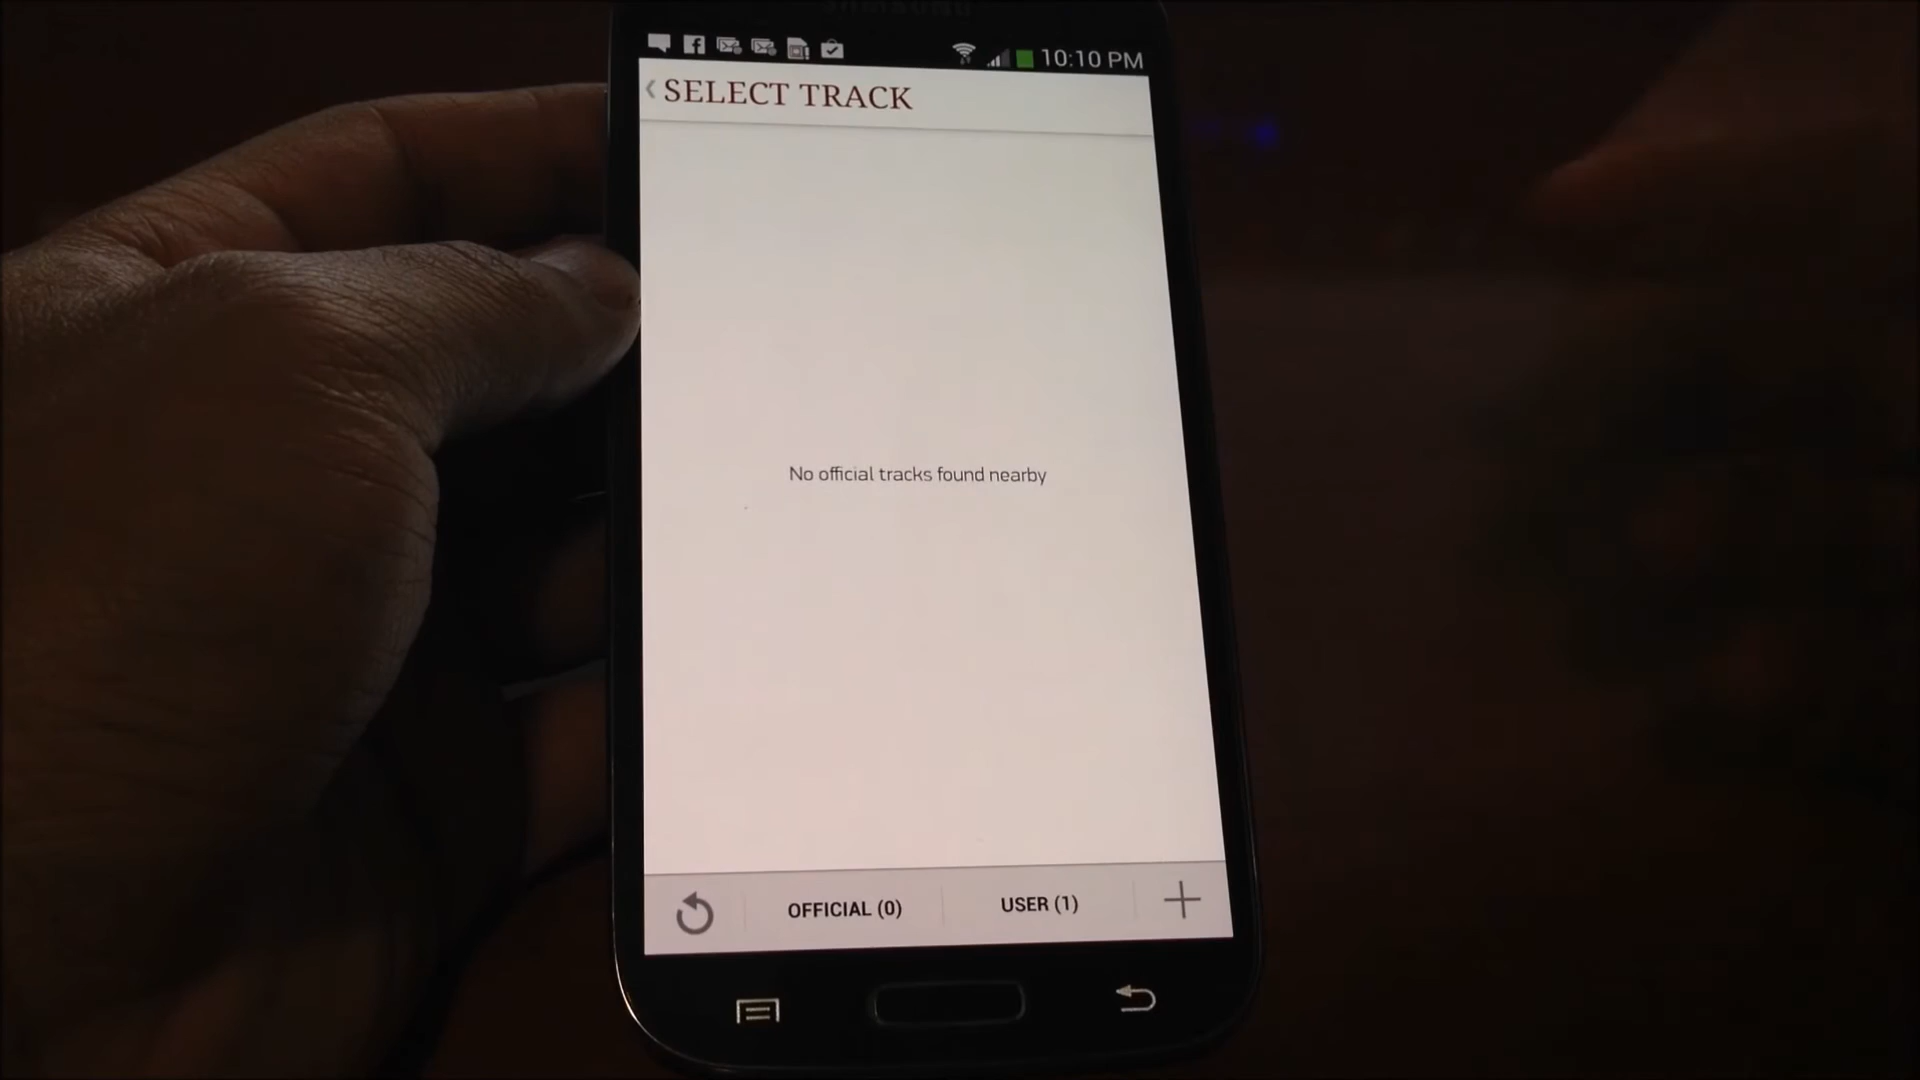 10:10 PM
SELECT TRACK
No official tracks found nearby
OFFICIAL (0)
USER (1)